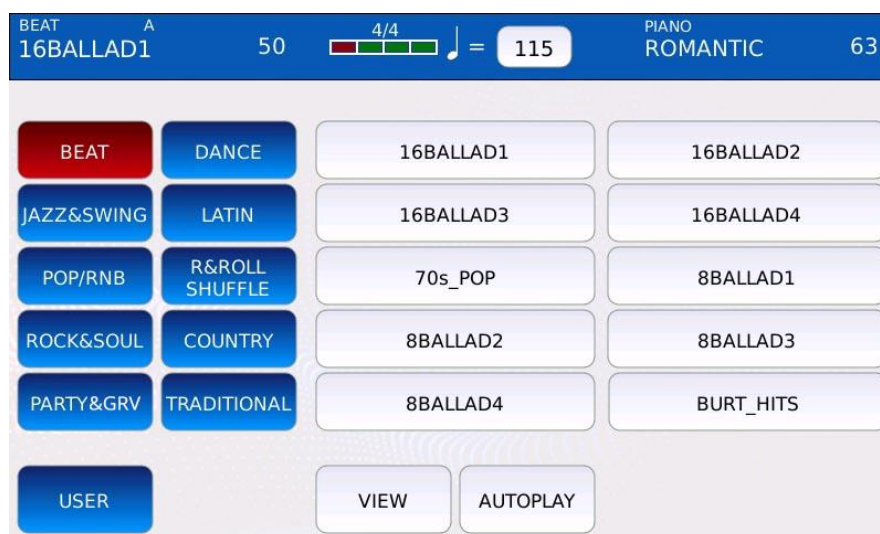 BEAT A
16BALLAD1 50
4/4
= 115
PIANO
ROMANTIC 63
BEAT DANCE 16BALLAD1 16BALLAD2
JAZZ&SWING LATIN 16BALLAD3 16BALLAD4
POP/RNB R&ROLL SHUFFLE 70s_POP 8BALLAD1
ROCK&SOUL COUNTRY 8BALLAD2 8BALLAD3
PARTY&GRV TRADITIONAL 8BALLAD4 BURT_HITS
USER VIEW AUTOPLAY